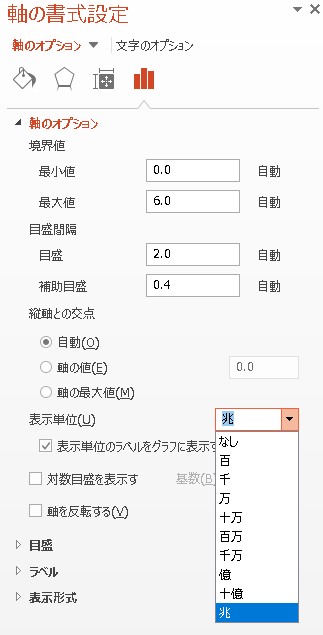 軸の書式設定
軸のオプション 文字のオプション
軸のオプション
境界値
最小値 0.0 自動
最大値 6.0 自動
目盛間隔
目盛 2.0 自動
補助目盛 0.4 自動
縦軸との交点
自動(O)
軸の値(E) 0.0
軸の最大値(M)
表示単位(U) 兆
表示単位のラベルをグラフに表示す
対数目盛を表示す 基数(B)
軸を反転する(V)
目盛
ラベル
表示形式
なし
百
千
万
十万
百万
千万
億
十億
兆